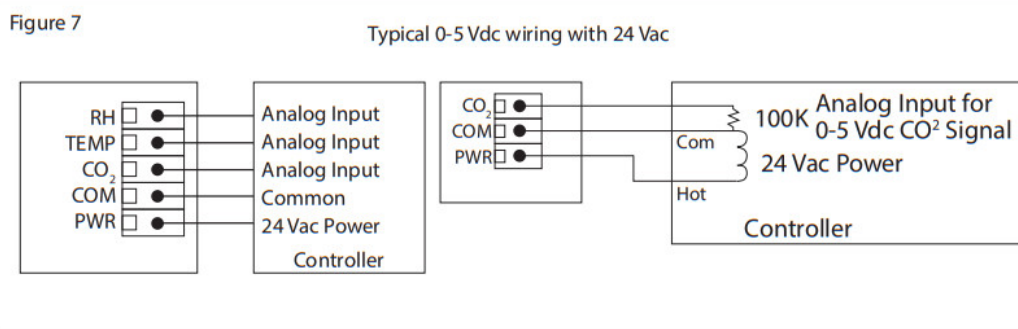 Figure 7
Typical 0-5 Vdc wiring with 24 Vac
RH
TEMP
CO₂
COM
PWR
Analog Input
Analog Input
Analog Input
Common
24 Vac Power
Controller
CO₂
COM
PWR
Com
Hot
100K
Analog Input for
0-5 Vdc CO² Signal
24 Vac Power
Controller